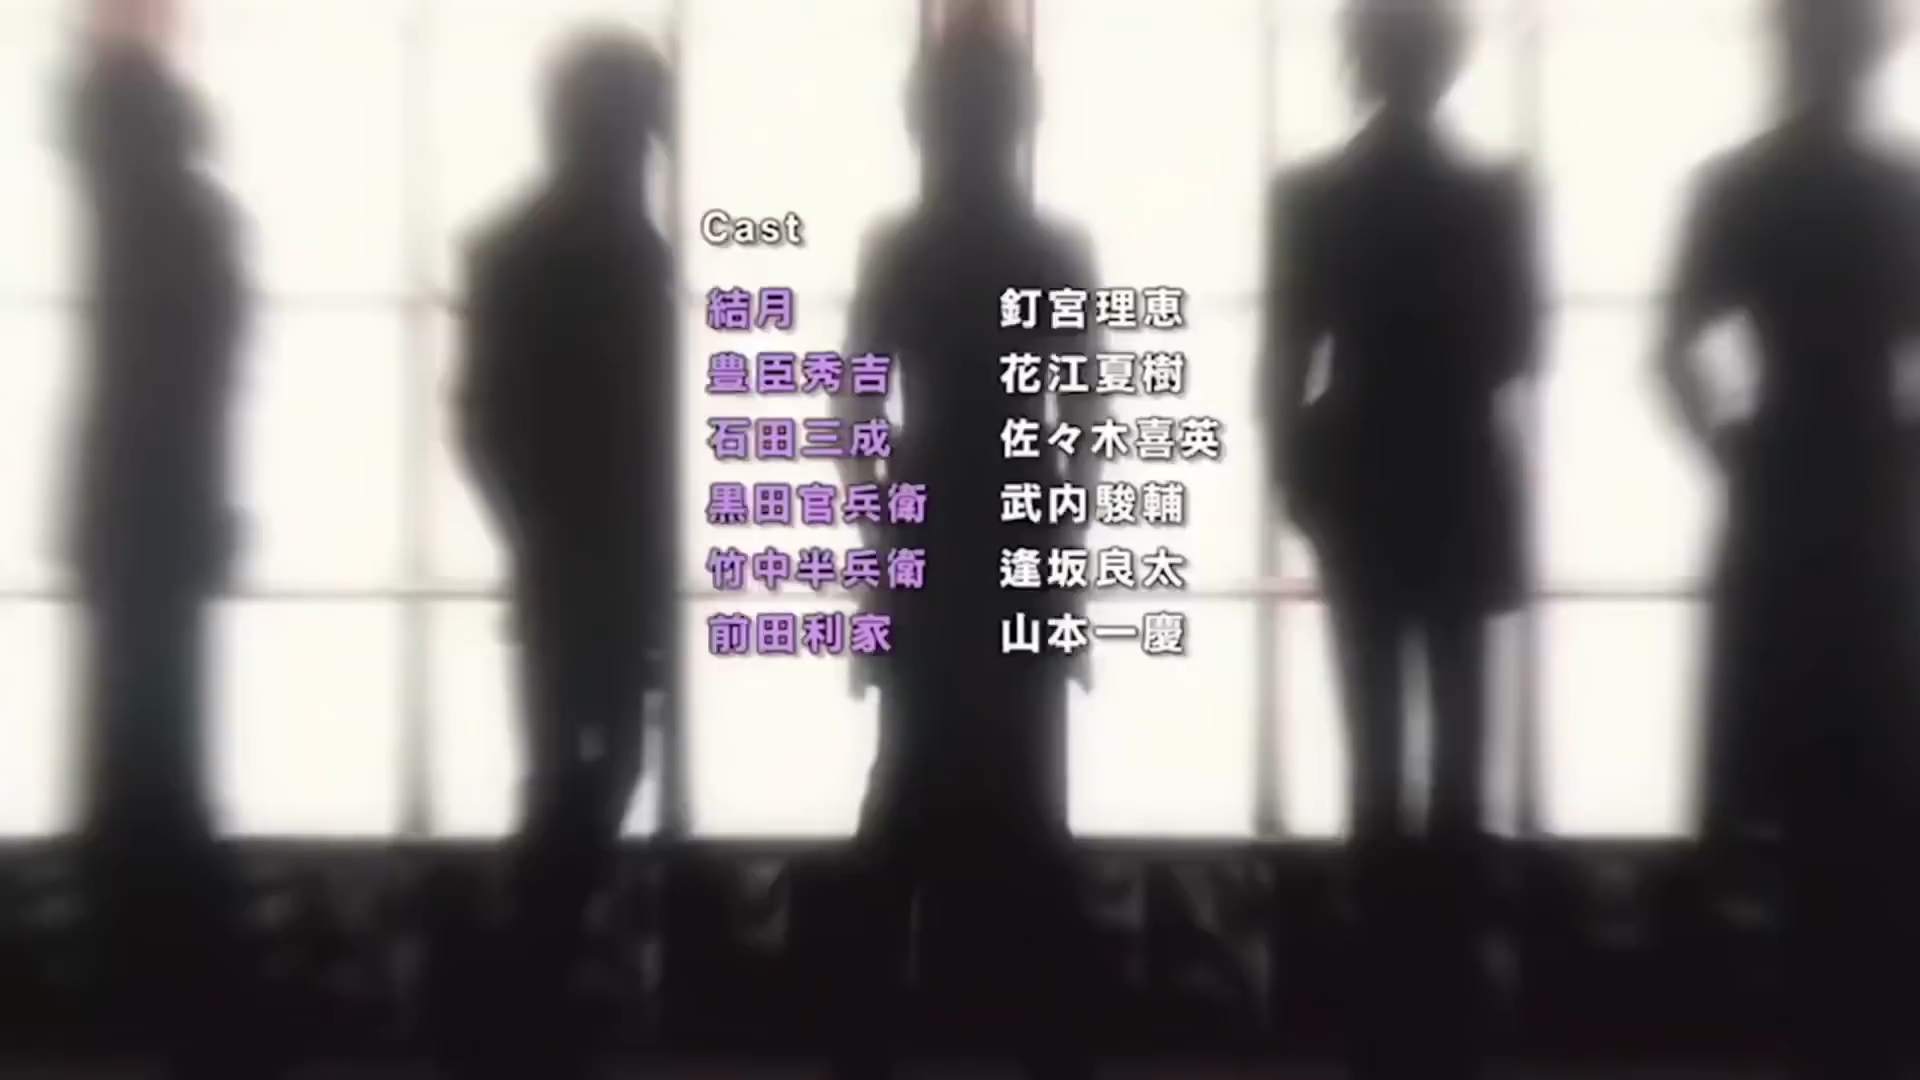 Cast
結月 釘宮理恵
豊臣秀吉 花江夏樹
石田三成 佐々木喜英
黒田官兵衛 武内駿輔
竹中半兵衛 逢坂良太
前田利家 山本一慶